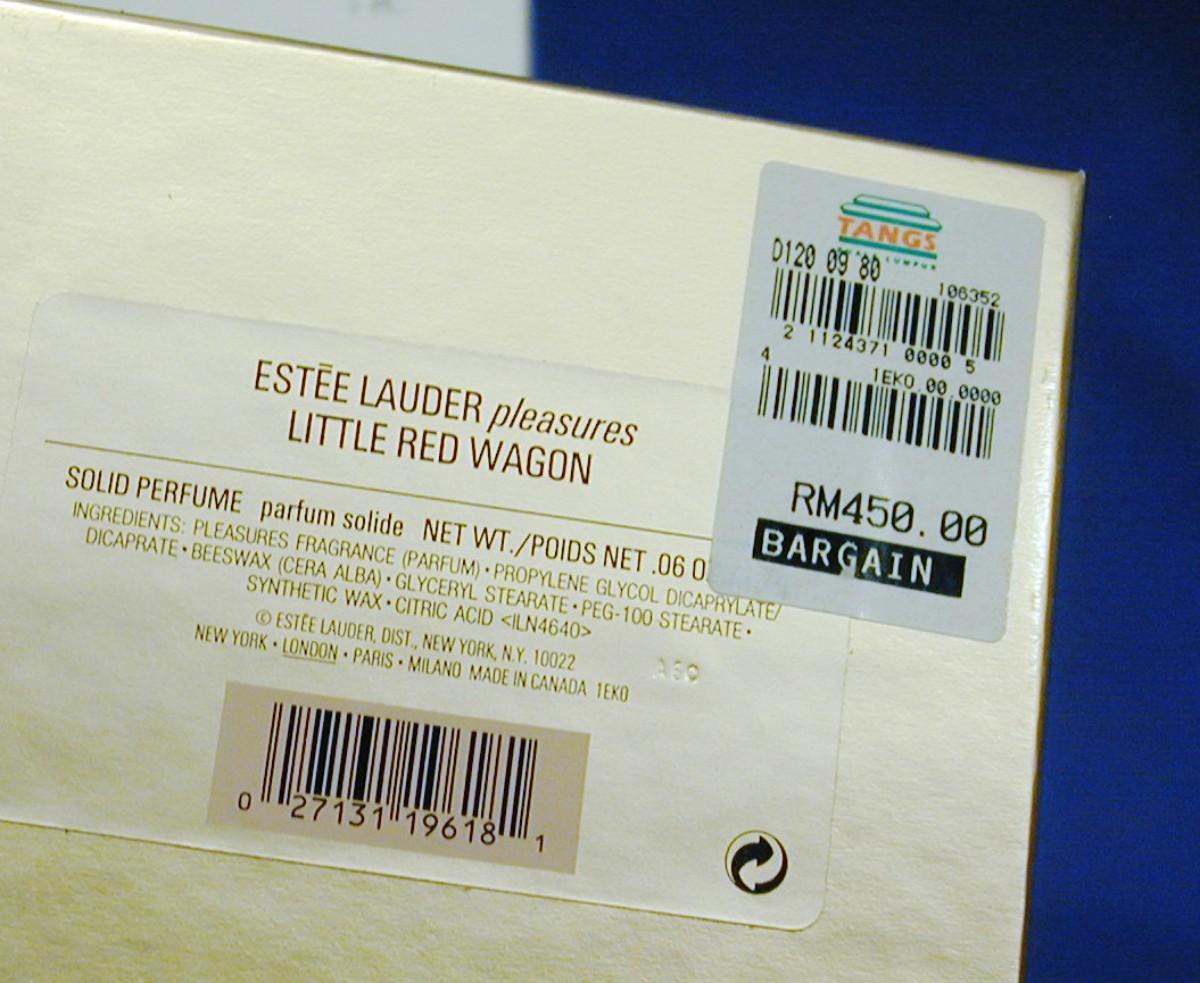 TANGS
D120 09 80
106352
2 1124371 0000 5
4
1EK0.00.0000
RM450.00
BARGAIN
ESTĒE LAUDER pleasures
LITTLE RED WAGON
SOLID PERFUME parfum solide NET WT./POIDS NET .06 O
INGREDIENTS: PLEASURES FRAGRANCE (PARFUM) • PROPYLENE GLYCOL DICAPRYLATE/
DICAPRATE • BEESWAX (CERA ALBA) • GLYCERYL STEARATE • PEG-100 STEARATE •
SYNTHETIC WAX • CITRIC ACID <ILN4640>
© ESTĒE LAUDER, DIST., NEW YORK, N.Y. 10022
NEW YORK • LONDON • PARIS • MILANO MADE IN CANADA 1EK0
0 27131 19618 1